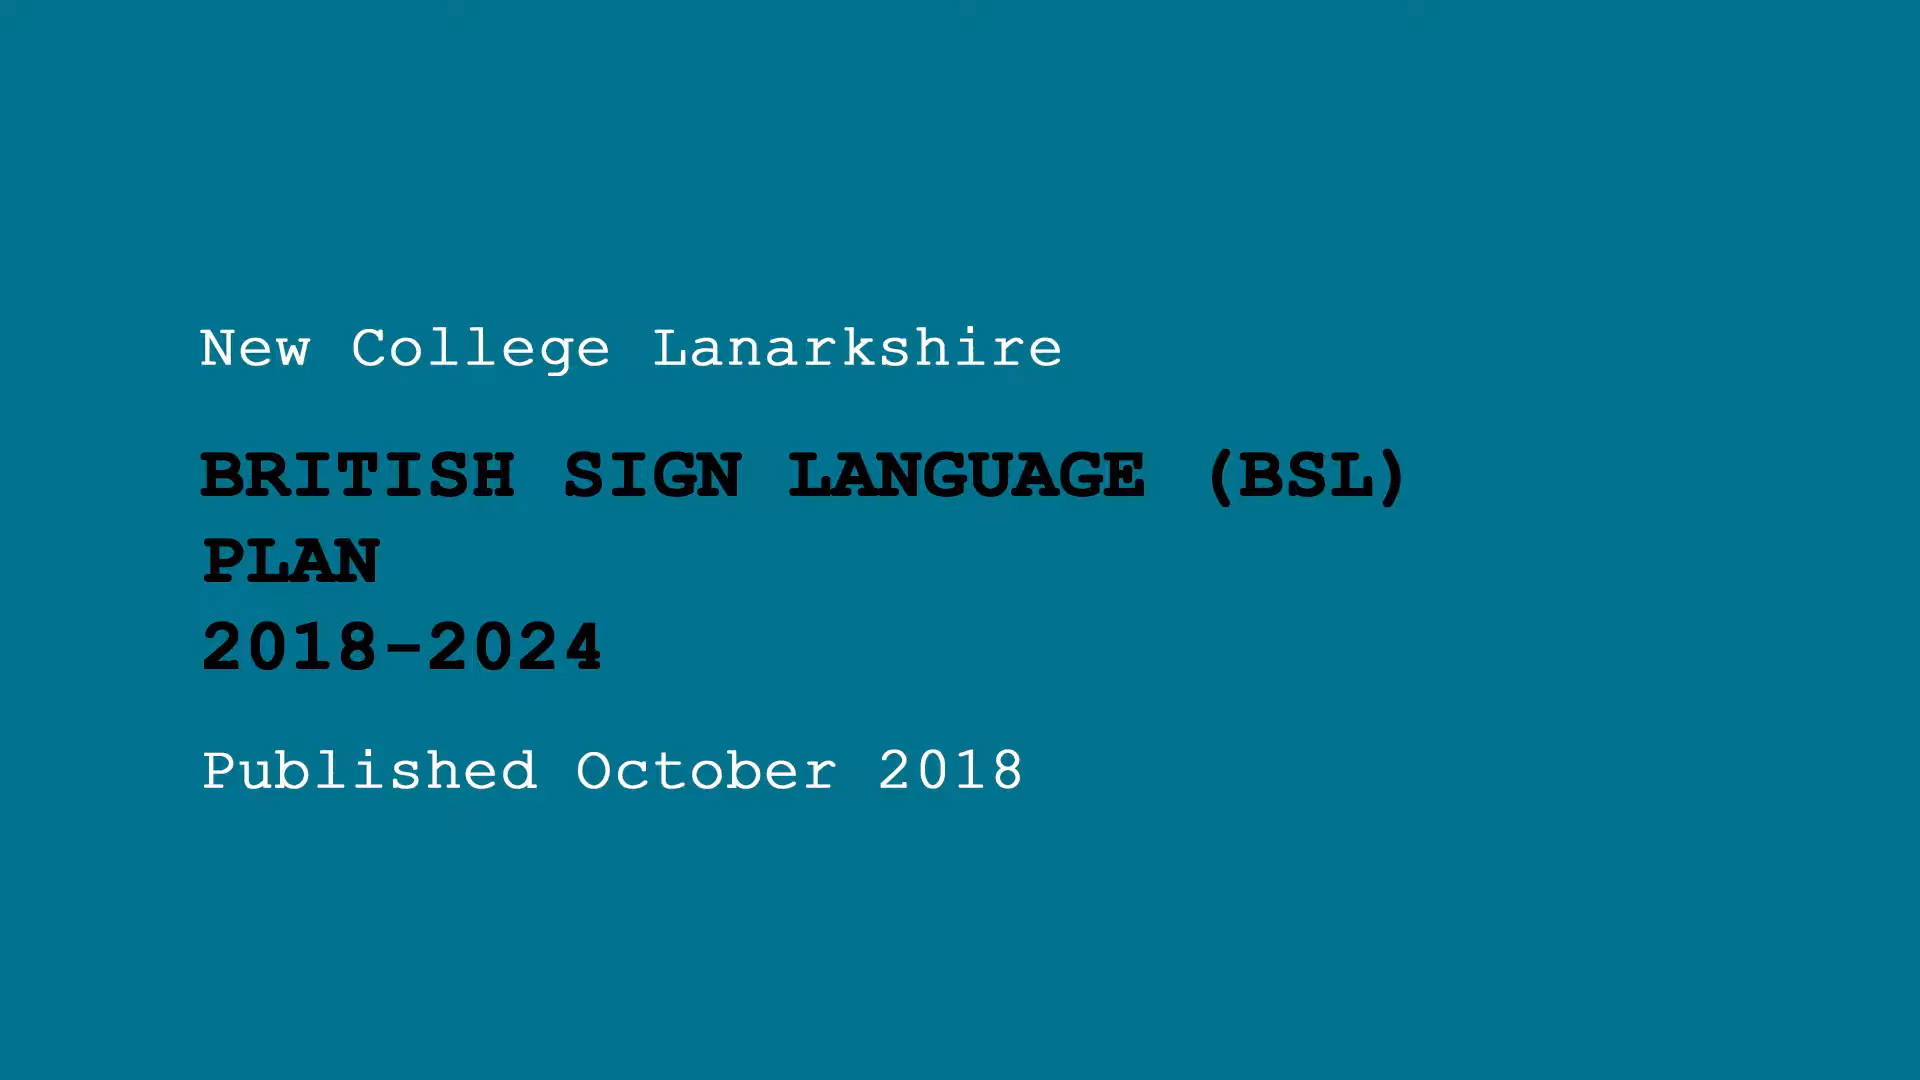 New College Lanarkshire
BRITISH SIGN LANGUAGE (BSL)
PLAN
2018-2024
Published October 2018